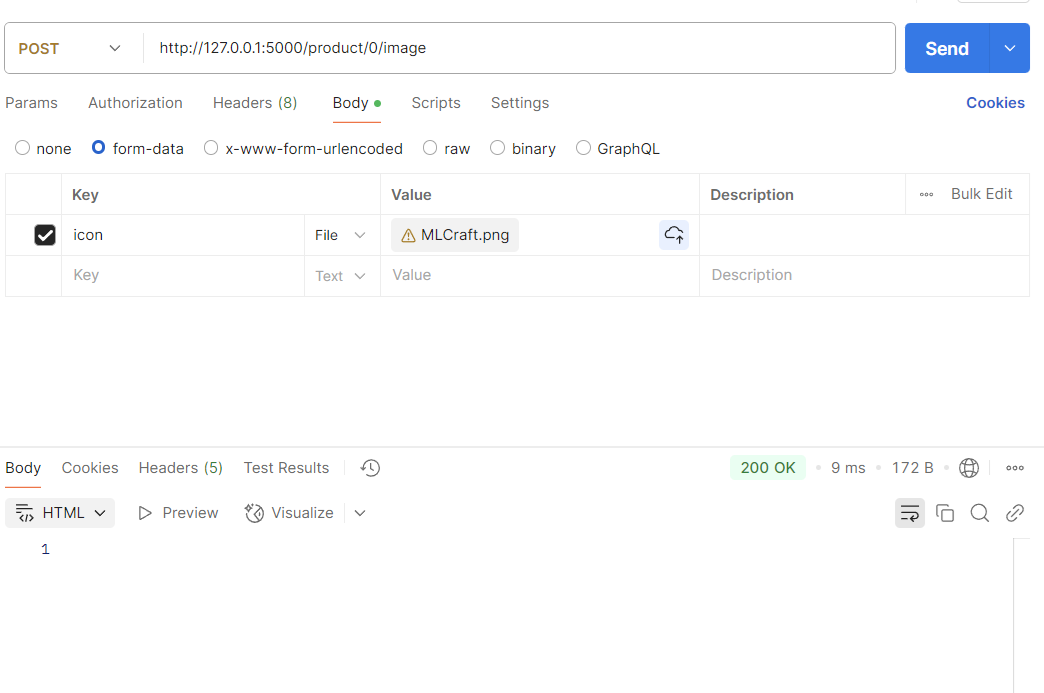 POST http://127.0.0.1:5000/product/0/image Send
Params Authorization Headers (8) Body Scripts Settings Cookies
none form-data x-www-form-urlencoded raw binary GraphQL
Key Value Description Bulk Edit
icon File MLCraft.png
Key Text Value Description
Body Cookies Headers (5) Test Results 200 OK 9 ms 172 B
HTML Preview Visualize
1